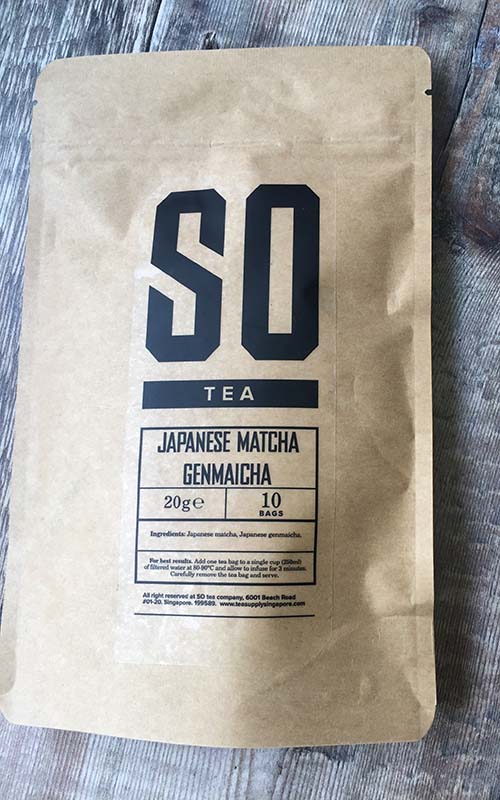 SO
TEA
JAPANESE MATCHA
GENMAICHA
20g℮
10
BAGS
Ingredients: Japanese matcha, Japanese genmaicha.
For best results. Add one tea bag to a single cup (250ml)
of filtered water at 80-90°C and allow to infuse for 3 minutes.
Carefully remove the tea bag and serve.
All right reserved at SO tea company, 6001 Beach Road
#01-20. Singapore. 199589. www.teasupplysingapore.com